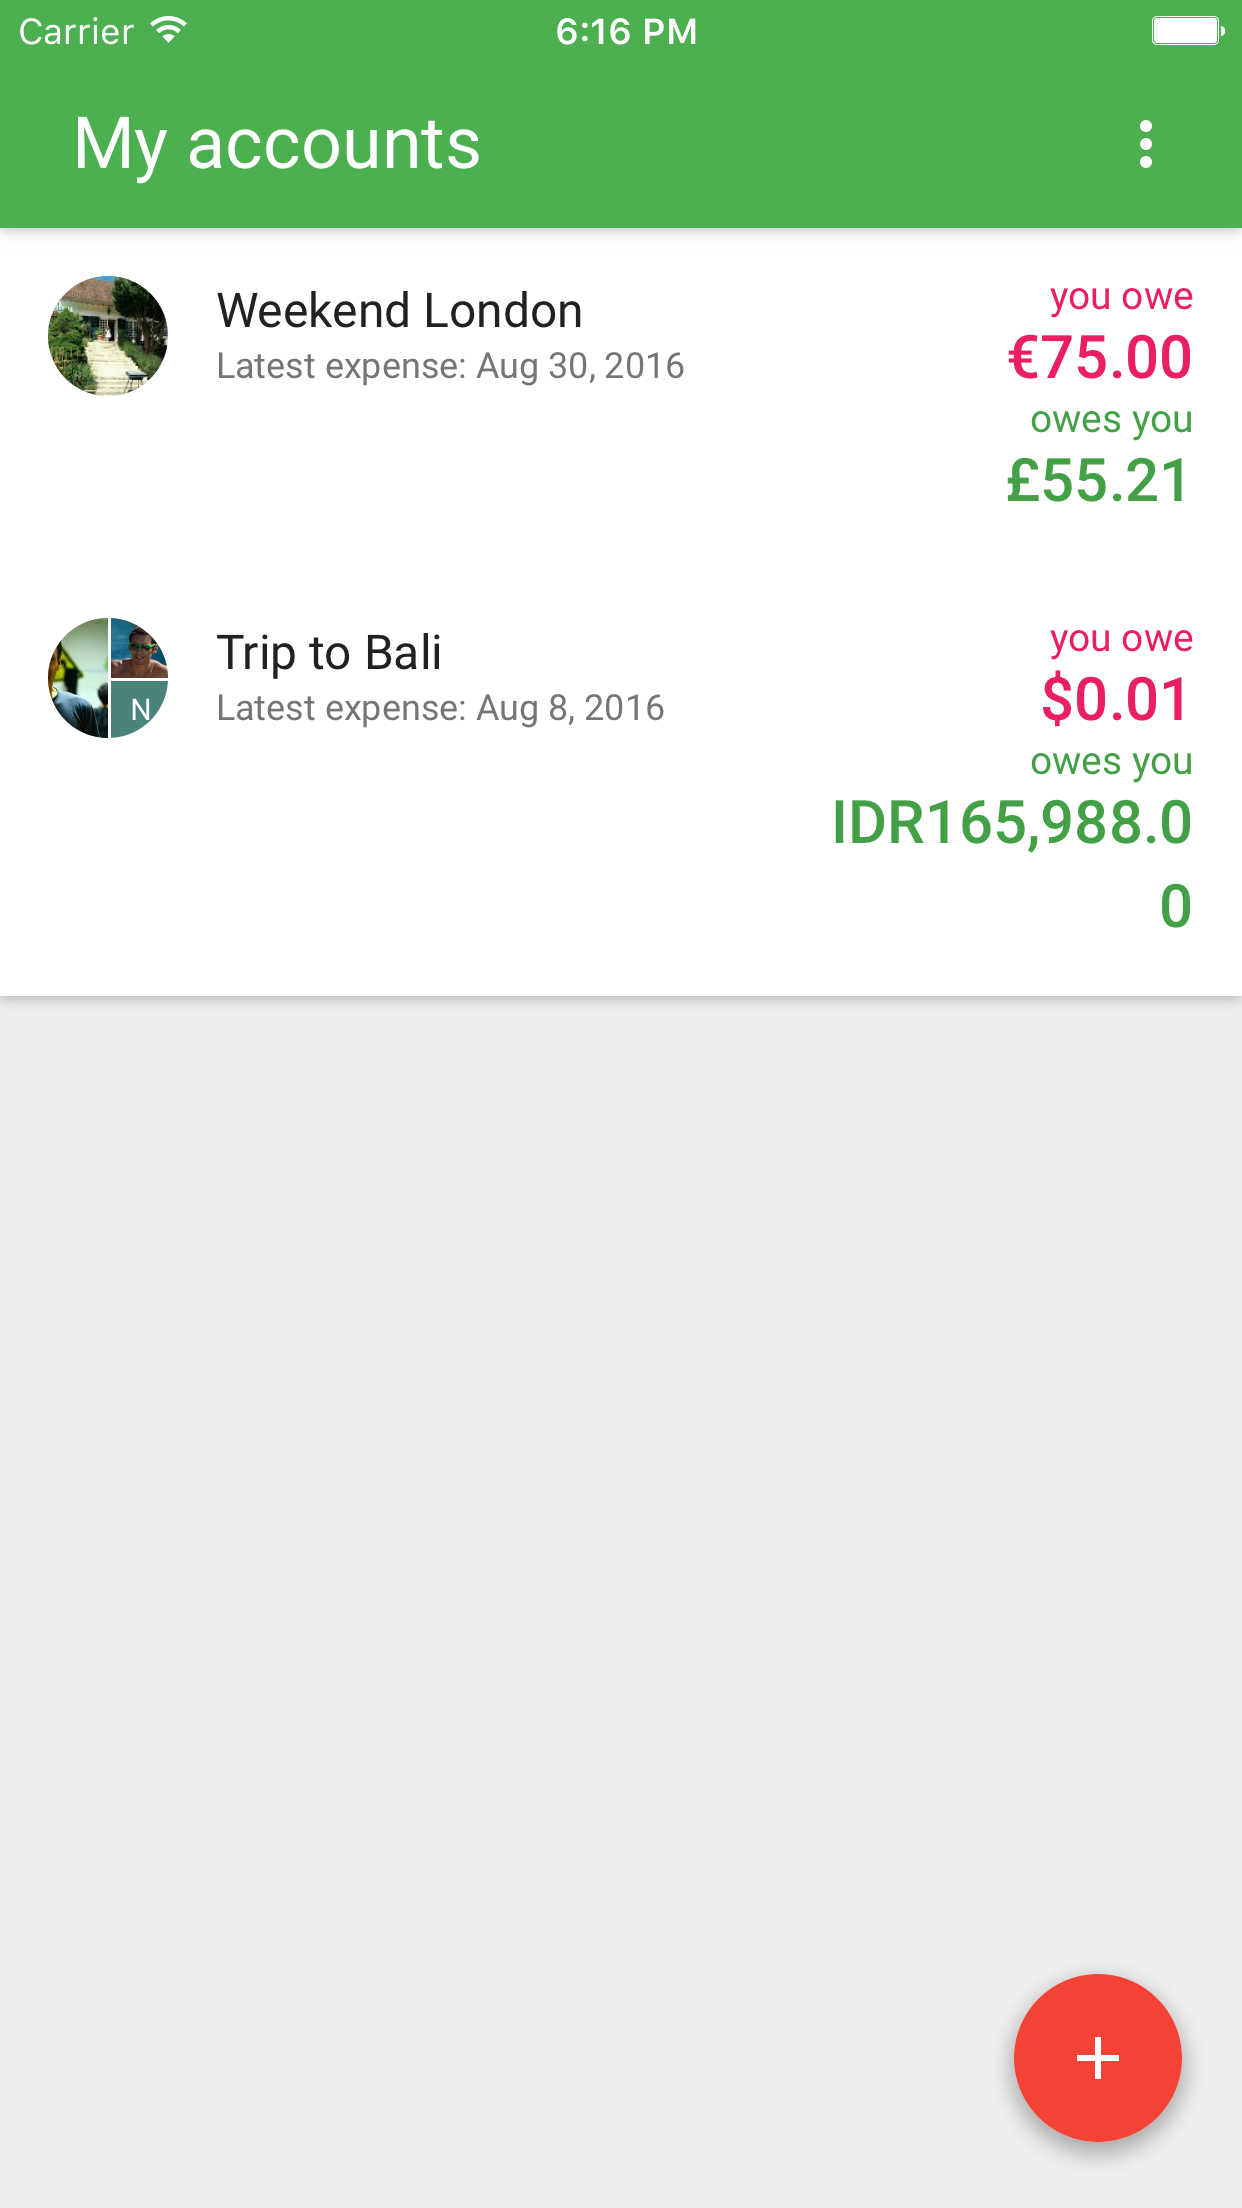 Carrier 6:16 PM
My accounts
Weekend London
Latest expense: Aug 30, 2016
you owe
€75.00
owes you
£55.21
Trip to Bali
Latest expense: Aug 8, 2016
N
you owe
$0.01
owes you
IDR165,988.0
0